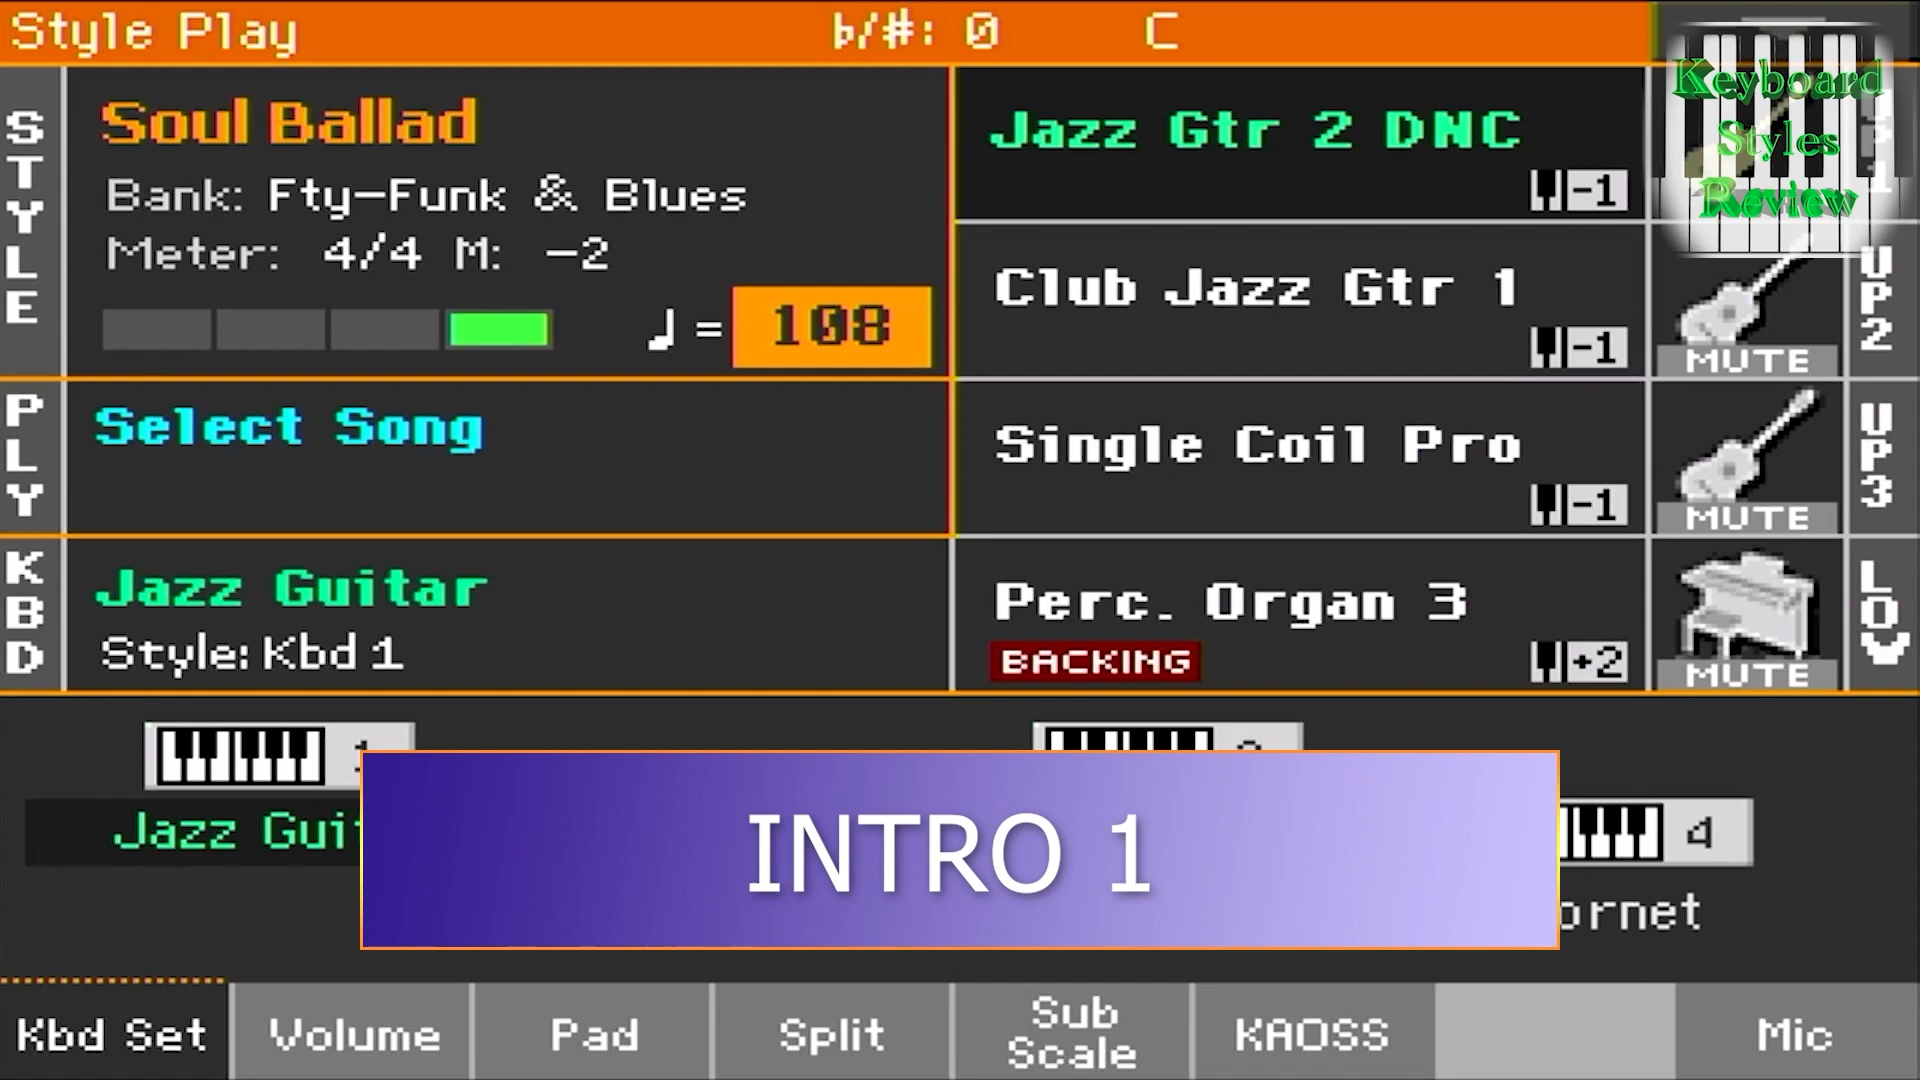 Style Play ♭/#: 0 C
Keyboard
Styles
Review
STYLE
Soul Ballad
Bank: Fty-Funk & Blues
Meter: 4/4 M: -2
♩ = 108
Jazz Gtr 2 DNC
-1
Club Jazz Gtr 1
-1
MUTE
UP2
PLY
Select Song
Single Coil Pro
-1
MUTE
UP3
KBD
Jazz Guitar
Style: Kbd 1
Perc. Organ 3
BACKING
+2
MUTE
LOW
1
Jazz Gui
INTRO 1
4
ornet
Kbd Set
Volume
Pad
Split
Sub
Scale
KAOSS
Mic